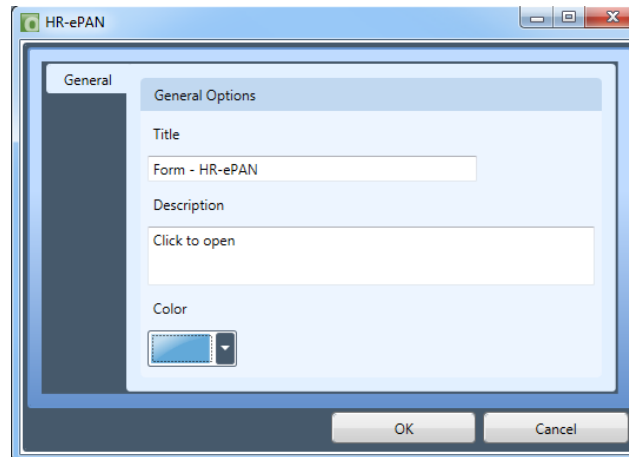 HR-ePAN
General
General Options
Title
Form - HR-ePAN
Description
Click to open
Color
OK
Cancel